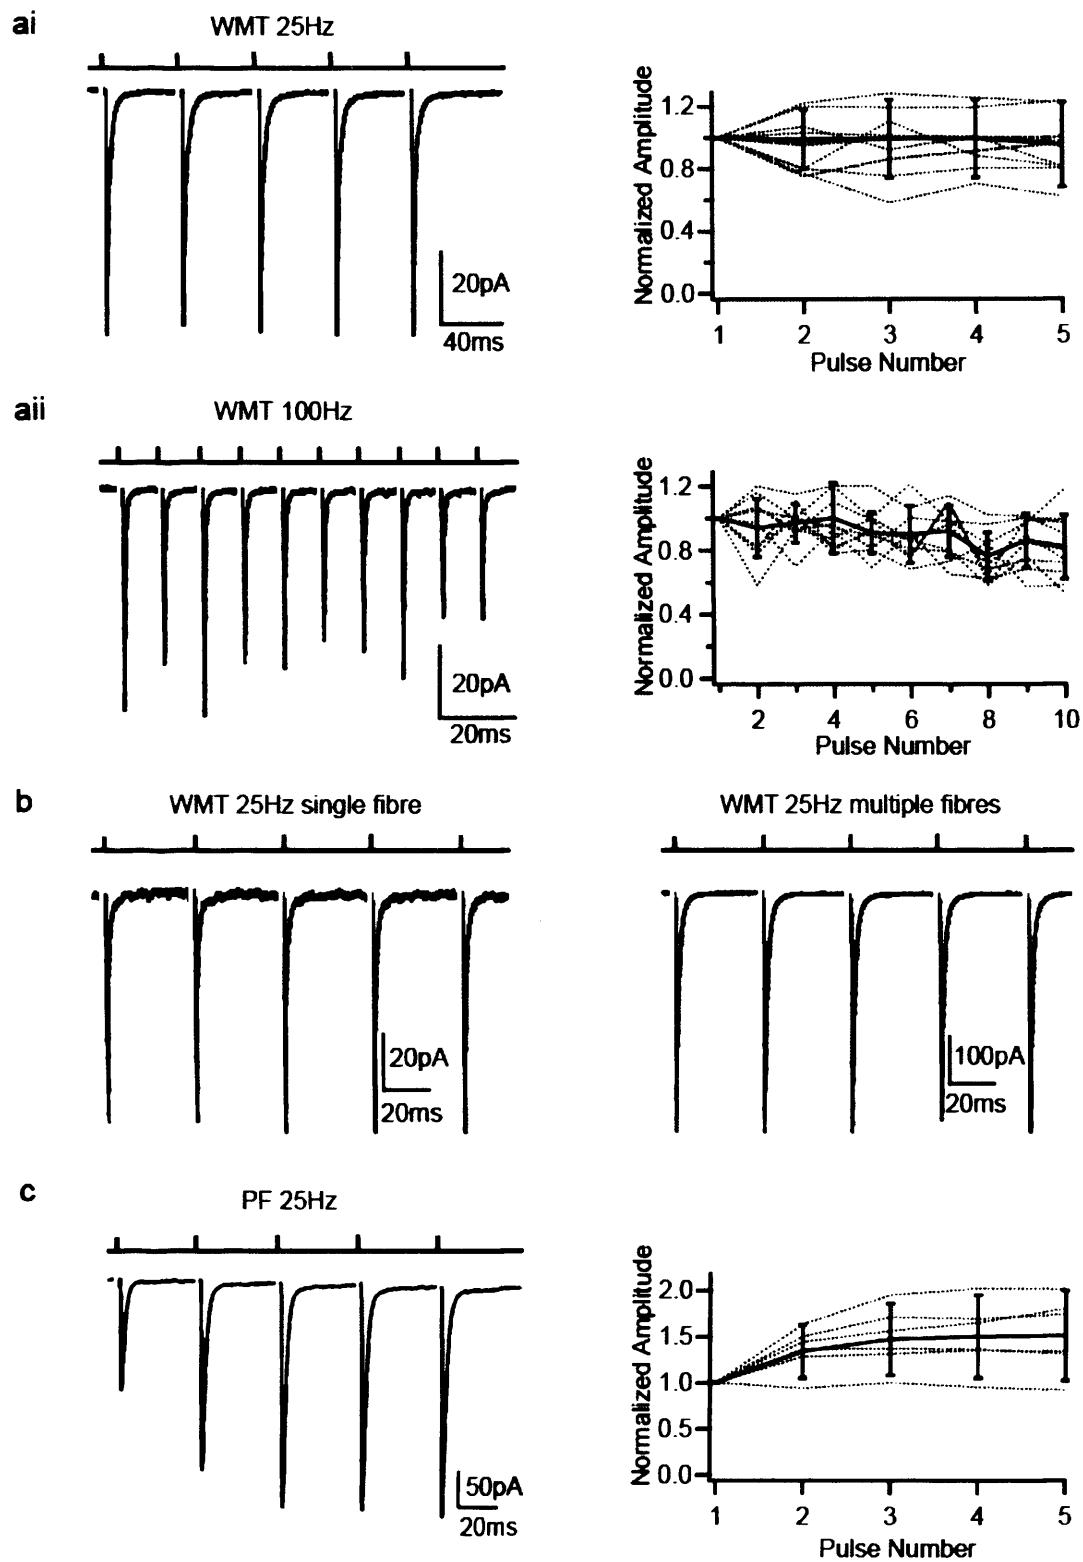 ai
WMT 25Hz
20pA
40ms
Normalized Amplitude
1.2
0.8
0.4
0.0
1 2 3 4 5
Pulse Number
aii
WMT 100Hz
20pA
20ms
Normalized Amplitude
1.2
0.8
0.4
0.0
2 4 6 8 10
Pulse Number
b
WMT 25Hz single fibre
20pA
20ms
WMT 25Hz multiple fibres
100pA
20ms
c
PF 25Hz
50pA
20ms
Normalized Amplitude
2.0
1.5
1.0
0.5
0.0
1 2 3 4 5
Pulse Number